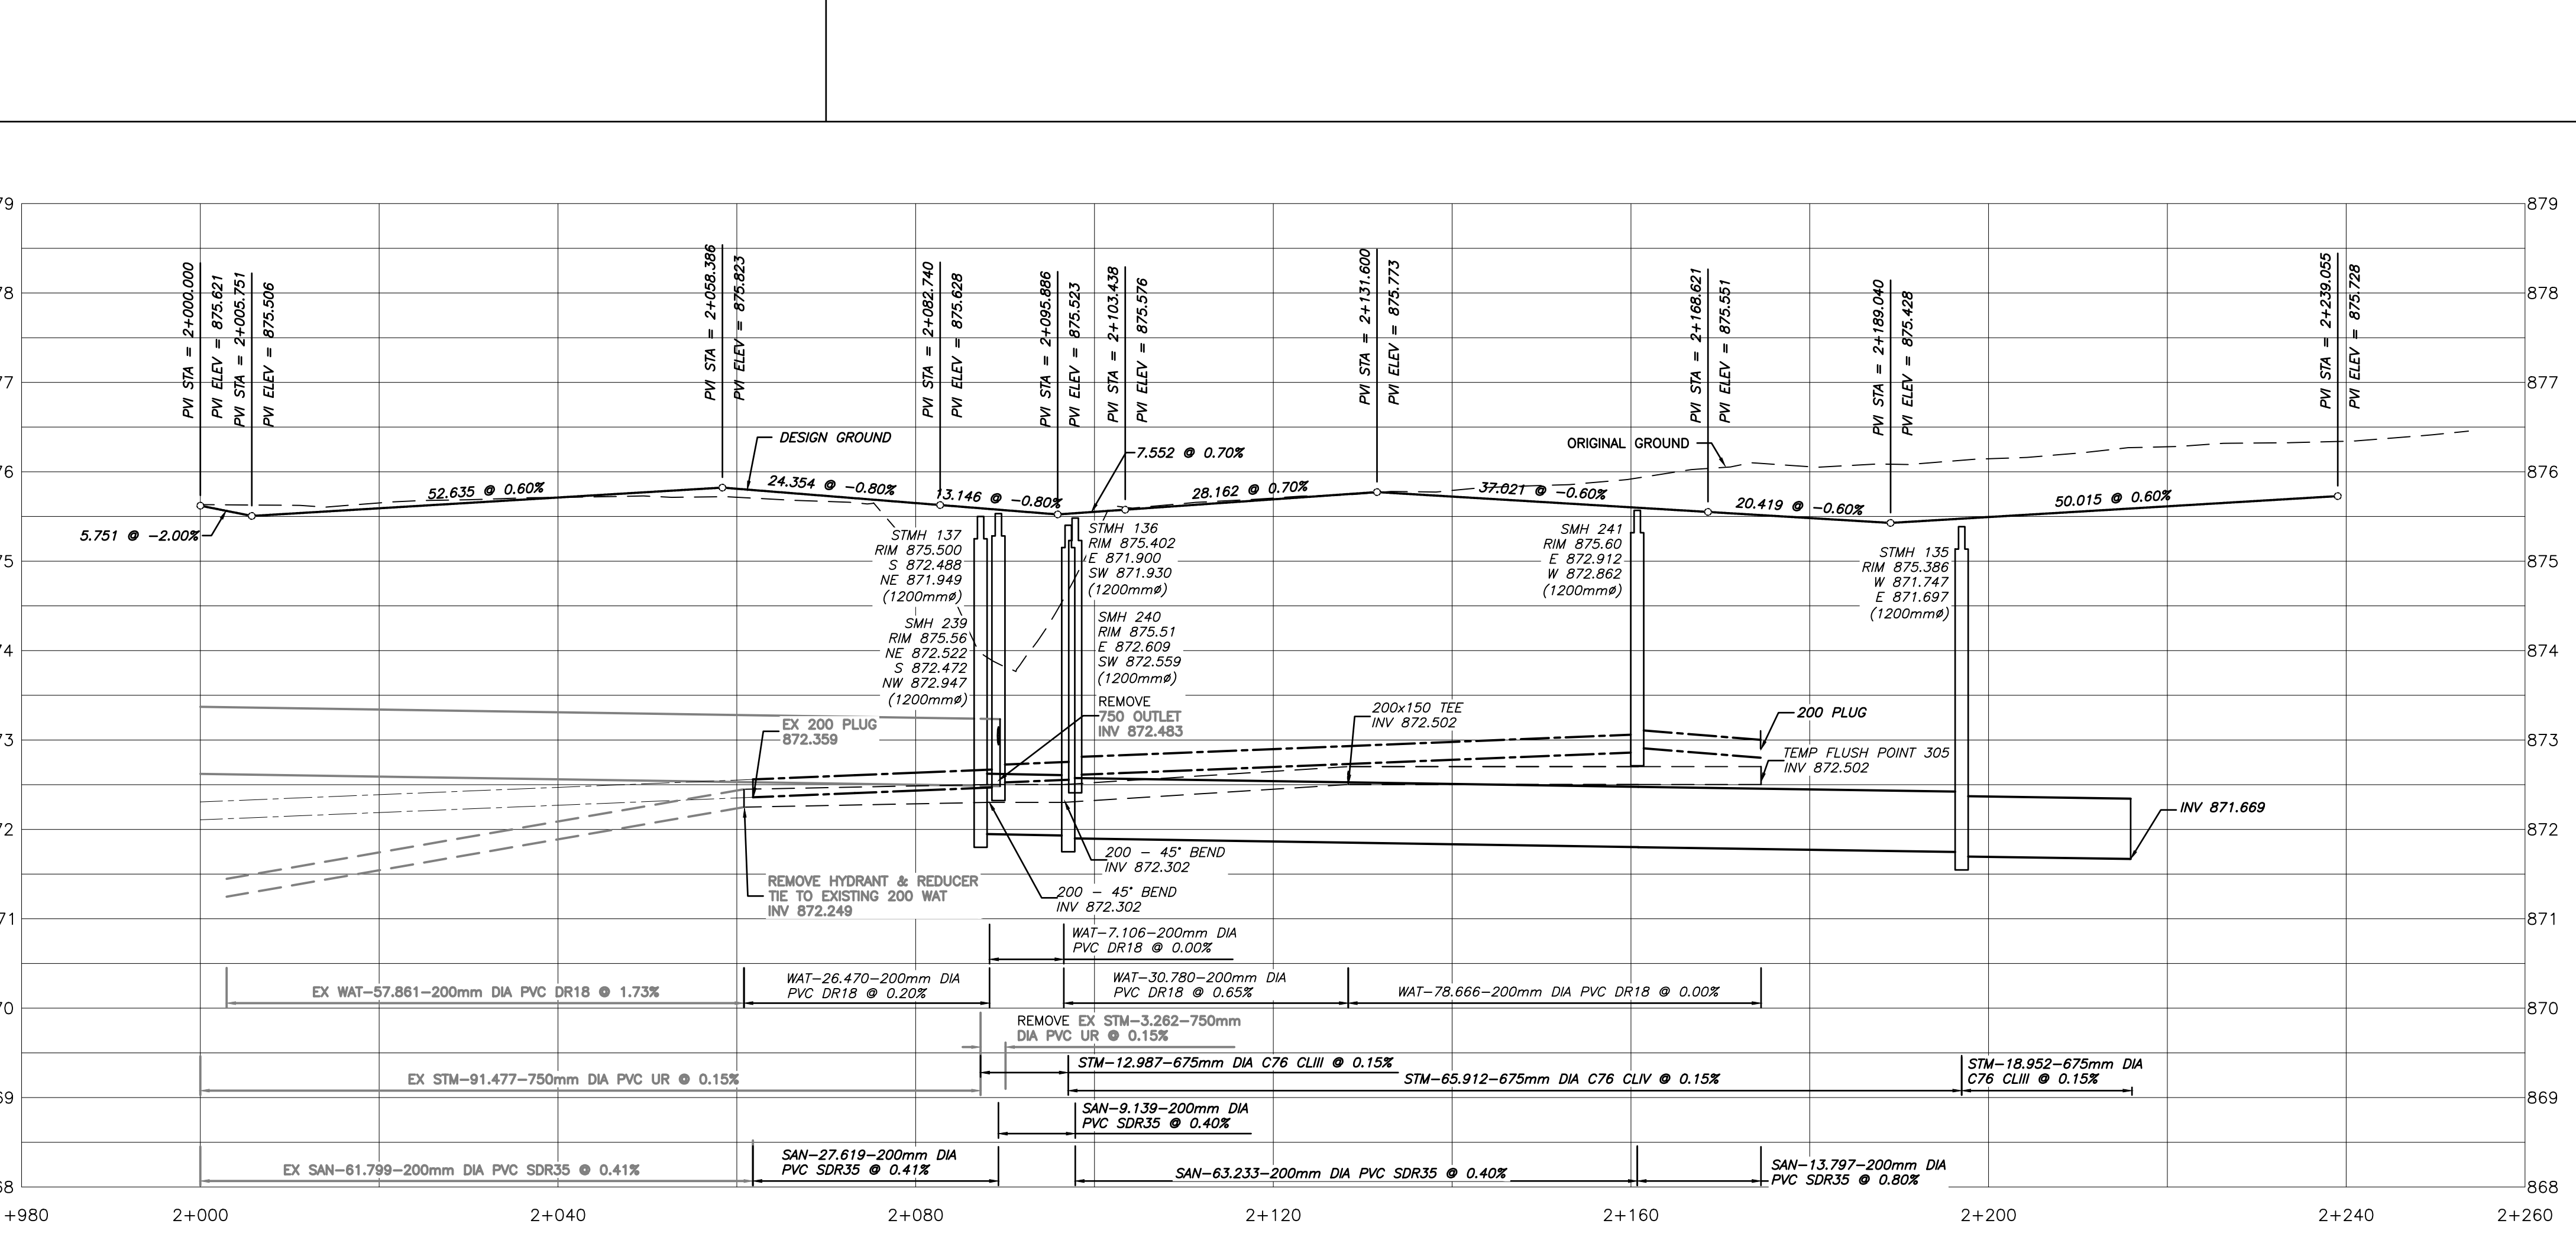 79
879
78
878
77
877
76
876
75
875
74
874
73
873
72
872
71
871
70
870
69
869
68
868
PVI STA = 2+000.000
PVI ELEV = 875.621
PVI STA = 2+005.751
PVI ELEV = 875.506
PVI STA = 2+058.386
PVI ELEV = 875.823
PVI STA = 2+082.740
PVI ELEV = 875.628
PVI STA = 2+095.886
PVI ELEV = 875.523
PVI STA = 2+103.438
PVI ELEV = 875.576
PVI STA = 2+131.600
PVI ELEV = 875.773
PVI STA = 2+168.621
PVI ELEV = 875.551
PVI STA = 2+189.040
PVI ELEV = 875.428
PVI STA = 2+239.055
PVI ELEV = 875.728
DESIGN GROUND
ORIGINAL GROUND
5.751 @ -2.00%
52.635 @ 0.60%
24.354 @ -0.80%
13.146 @ -0.80%
7.552 @ 0.70%
28.162 @ 0.70%
37.021 @ -0.60%
20.419 @ -0.60%
50.015 @ 0.60%
STMH 137
RIM 875.500
S 872.488
NE 871.949
(1200mmø)
SMH 239
RIM 875.56
NE 872.522
S 872.472
NW 872.947
(1200mmø)
STMH 136
RIM 875.402
E 871.900
SW 871.930
(1200mmø)
SMH 240
RIM 875.51
E 872.609
SW 872.559
(1200mmø)
REMOVE
750 OUTLET
INV 872.483
SMH 241
RIM 875.60
E 872.912
W 872.862
(1200mmø)
STMH 135
RIM 875.386
W 871.747
E 871.697
(1200mmø)
EX 200 PLUG
872.359
200x150 TEE
INV 872.502
200 PLUG
TEMP FLUSH POINT 305
INV 872.502
INV 871.669
200 - 45° BEND
INV 872.302
200 - 45° BEND
INV 872.302
REMOVE HYDRANT & REDUCER
TIE TO EXISTING 200 WAT
INV 872.249
WAT-7.106-200mm DIA
PVC DR18 @ 0.00%
EX WAT-57.861-200mm DIA PVC DR18 @ 1.73%
WAT-26.470-200mm DIA
PVC DR18 @ 0.20%
WAT-30.780-200mm DIA
PVC DR18 @ 0.65%
WAT-78.666-200mm DIA PVC DR18 @ 0.00%
REMOVE EX STM-3.262-750mm
DIA PVC UR @ 0.15%
EX STM-91.477-750mm DIA PVC UR @ 0.15%
STM-12.987-675mm DIA C76 CLIII @ 0.15%
STM-65.912-675mm DIA C76 CLIV @ 0.15%
STM-18.952-675mm DIA
C76 CLIII @ 0.15%
SAN-9.139-200mm DIA
PVC SDR35 @ 0.40%
EX SAN-61.799-200mm DIA PVC SDR35 @ 0.41%
SAN-27.619-200mm DIA
PVC SDR35 @ 0.41%
SAN-63.233-200mm DIA PVC SDR35 @ 0.40%
SAN-13.797-200mm DIA
PVC SDR35 @ 0.80%
+980 2+000 2+040 2+080 2+120 2+160 2+200 2+240 2+260